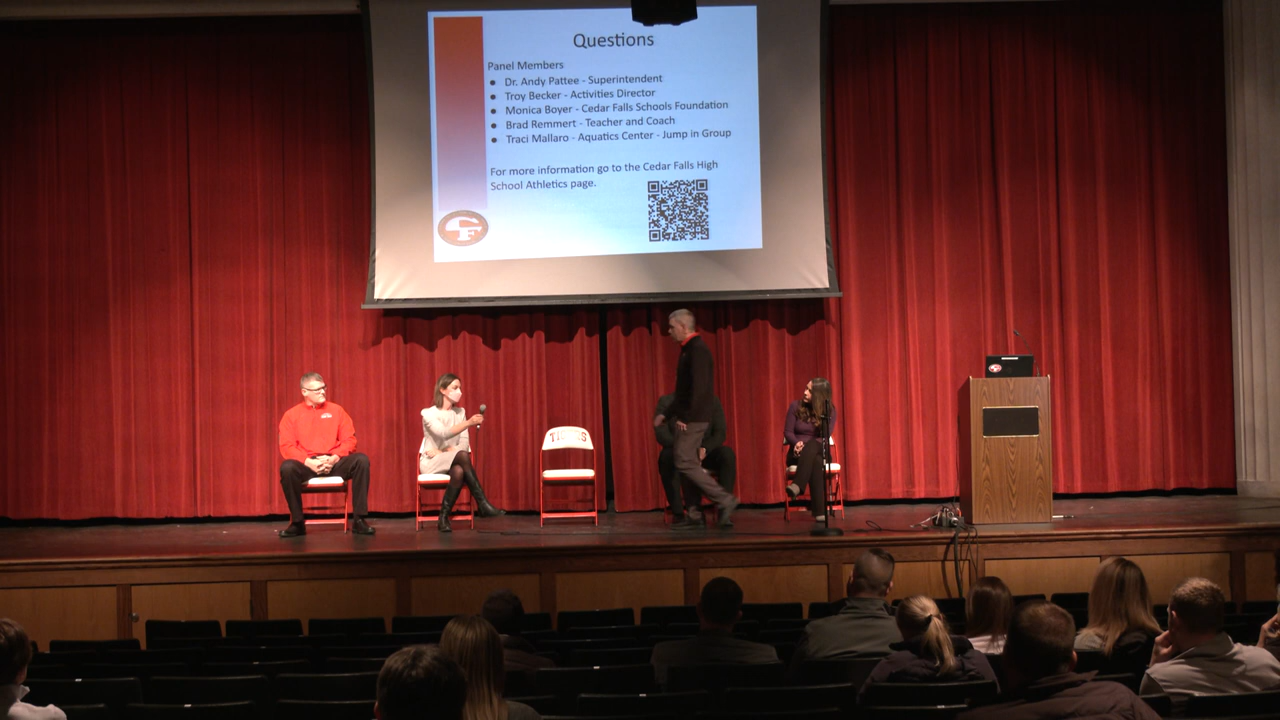 Questions
Panel Members
● Dr. Andy Pattee - Superintendent
● Troy Becker - Activities Director
● Monica Boyer - Cedar Falls Schools Foundation
● Brad Remmert - Teacher and Coach
● Traci Mallaro - Aquatics Center - Jump in Group
For more information go to the Cedar Falls High
School Athletics page.
CF
TIGERS